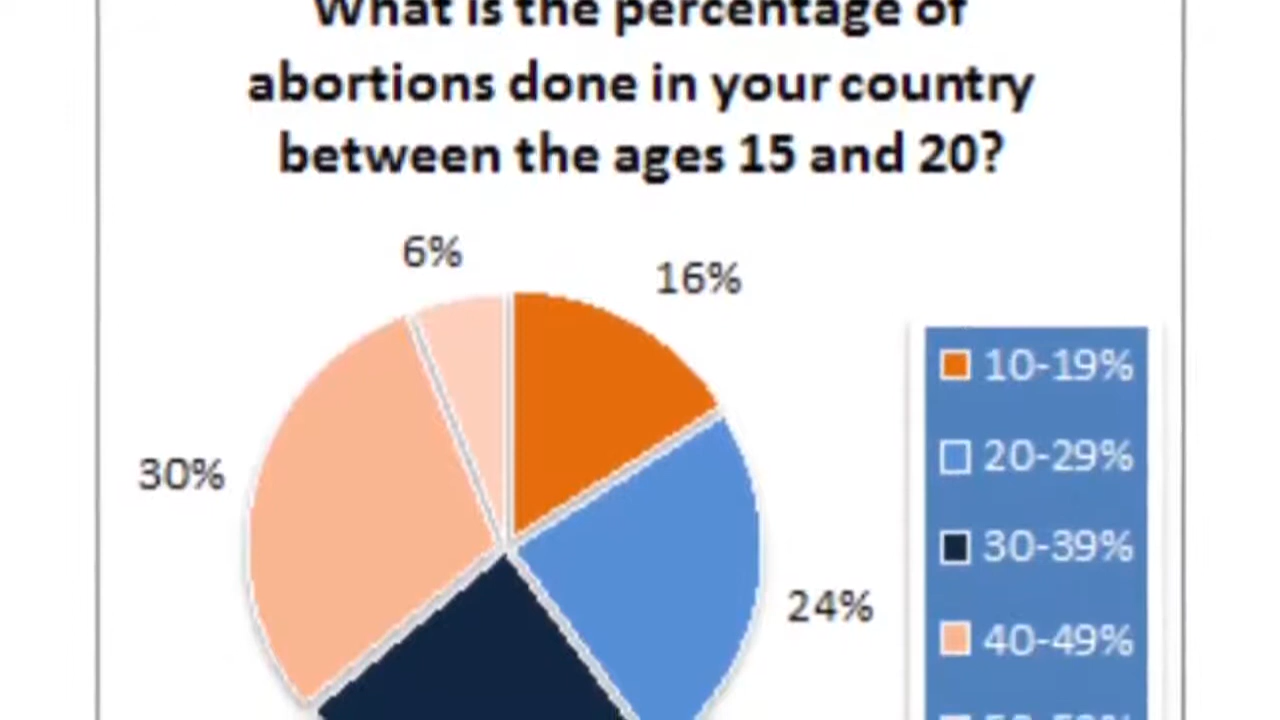 What is the percentage of
abortions done in your country
between the ages 15 and 20?
6%
16%
30%
24%
10-19%
20-29%
30-39%
40-49%